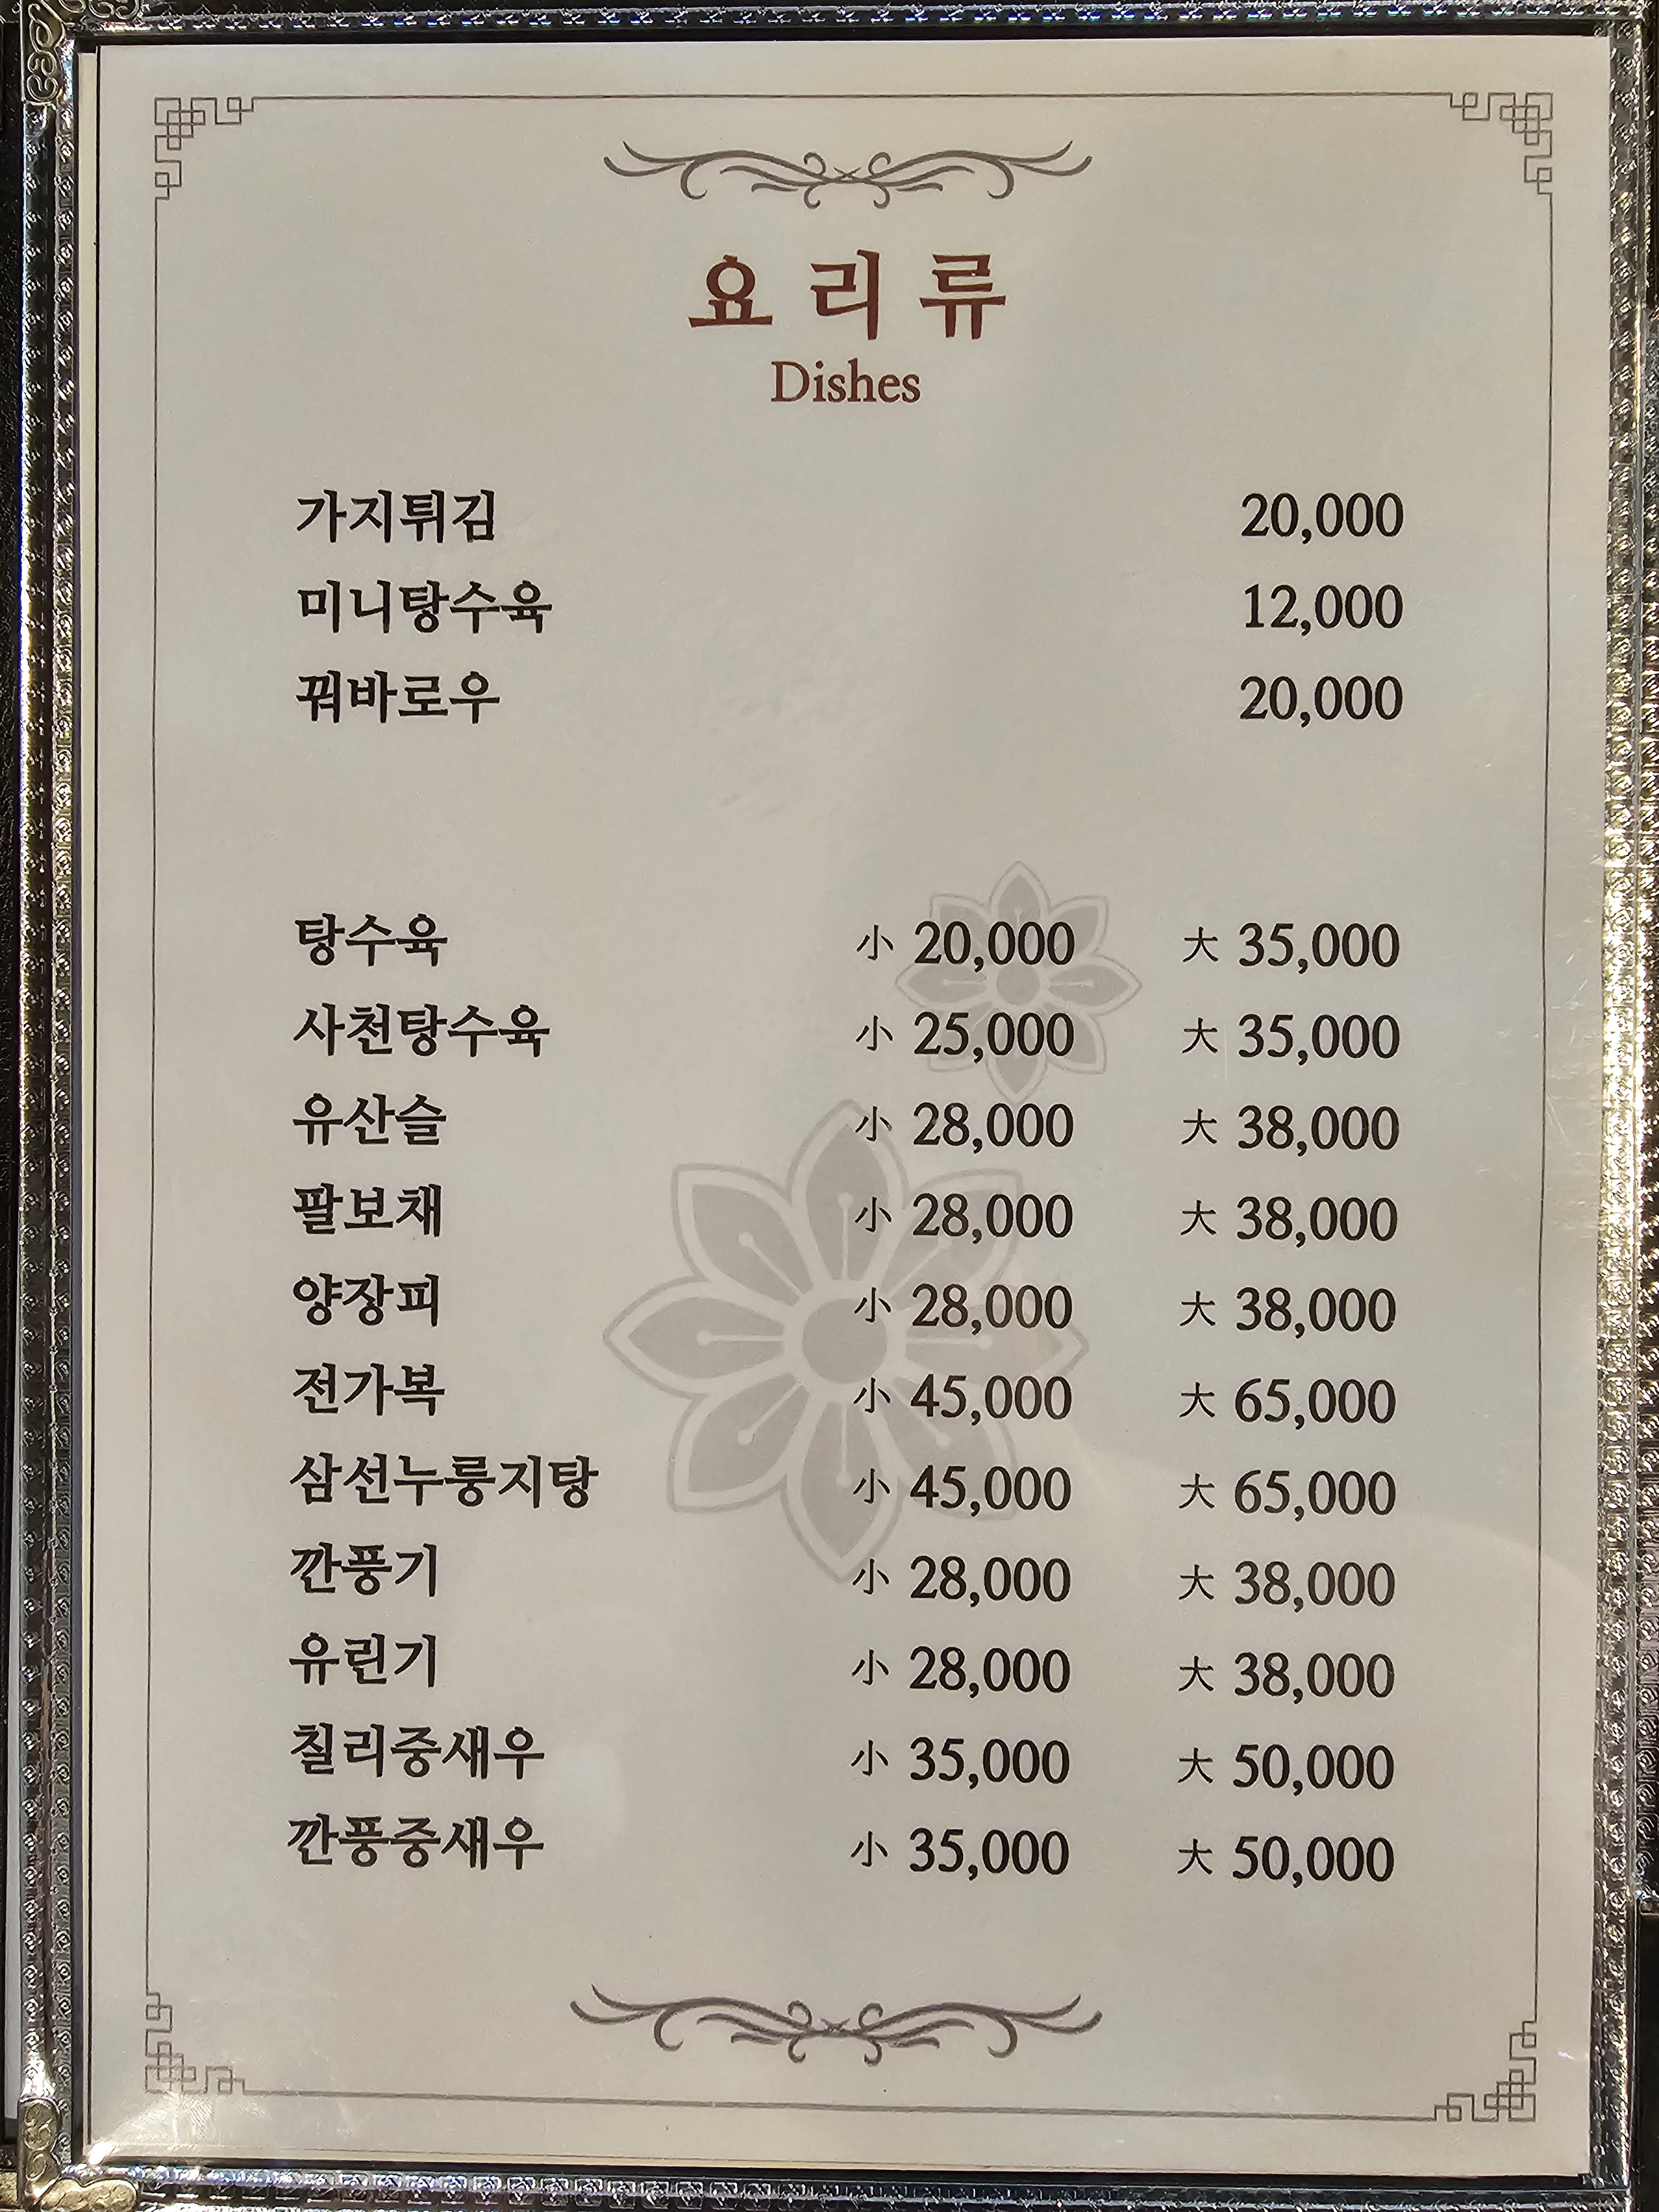 요리류
Dishes
가지튀김 20,000
미니탕수육 12,000
꿔바로우 20,000
탕수육 小 20,000 大 35,000
사천탕수육 小 25,000 大 35,000
유산슬 小 28,000 大 38,000
팔보채 小 28,000 大 38,000
양장피 小 28,000 大 38,000
전가복 小 45,000 大 65,000
삼선누룽지탕 小 45,000 大 65,000
깐풍기 小 28,000 大 38,000
유린기 小 28,000 大 38,000
칠리중새우 小 35,000 大 50,000
깐풍중새우 小 35,000 大 50,000